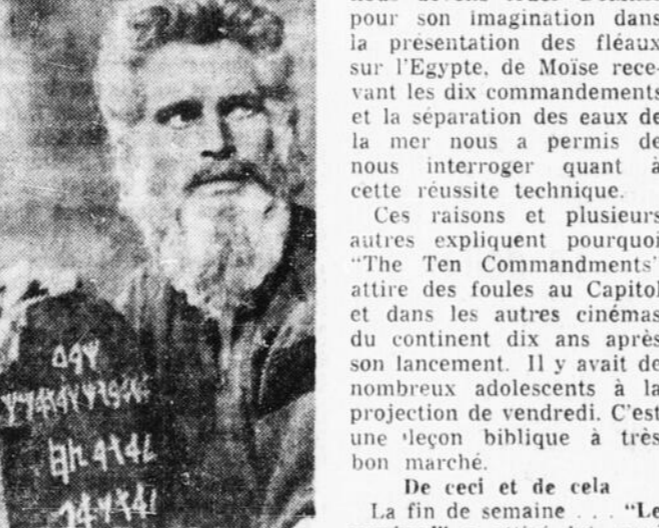 pour son imagination dans
la présentation des fléaux
sur l'Egypte, de Moïse rece-
vant les dix commandements
et la séparation des eaux de
la mer nous a permis de
nous interroger quant à
cette réussite technique.
Ces raisons et plusieurs
autres expliquent pourquoi
"The Ten Commandments"
attire des foules au Capitol
et dans les autres cinémas
du continent dix ans après
son lancement. Il y avait de
nombreux adolescents à la
projection de vendredi. C'est
une leçon biblique à très
bon marché.
De ceci et de cela
La fin de semaine . . . "Le